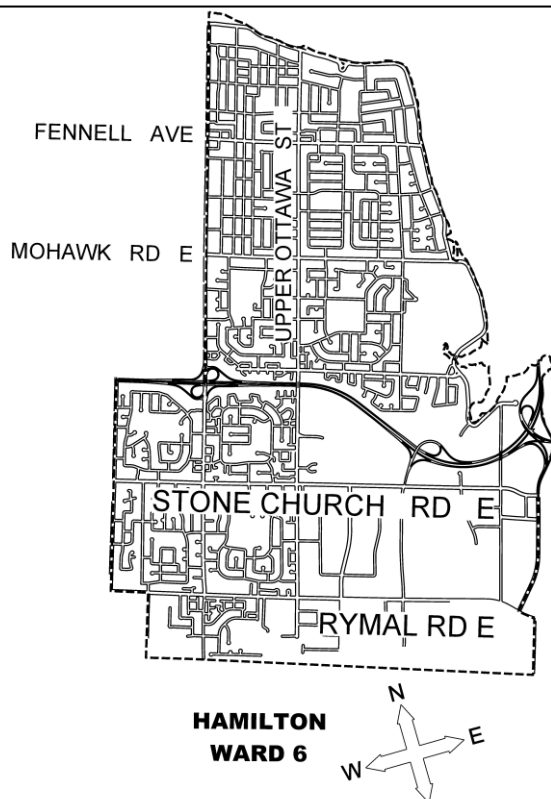 FENNELL AVE
UPPER OTTAWA ST
MOHAWK RD E
STONE CHURCH RD E
RYMAL RD E
HAMILTON
WARD 6
N
E
W